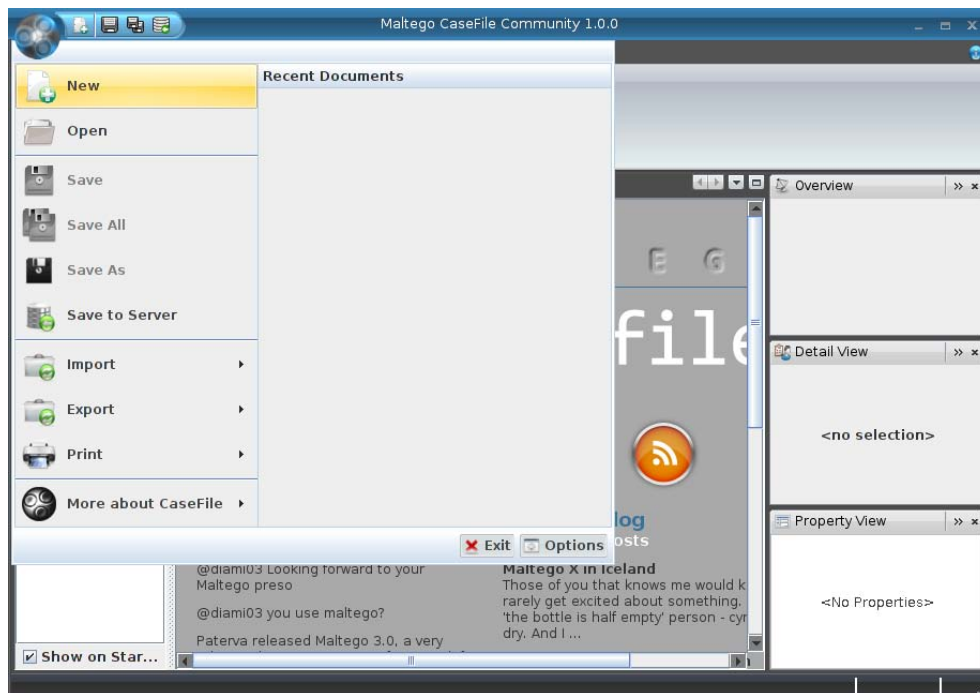 Maltego CaseFile Community 1.0.0
New
Open
Save
Save All
Save As
Save to Server
Import
Export
Print
More about CaseFile
Recent Documents
Exit
Options
E G
file
log
osts
@diami03 Looking forward to your
Maltego preso
@diami03 you use maltego?
Paterva released Maltego 3.0, a very
Maltego X in Iceland
Those of you that knows me would k
rarely get excited about something.
'the bottle is half empty' person - cyr
dry. And I ...
Show on Star...
Overview
Detail View
<no selection>
Property View
<No Properties>